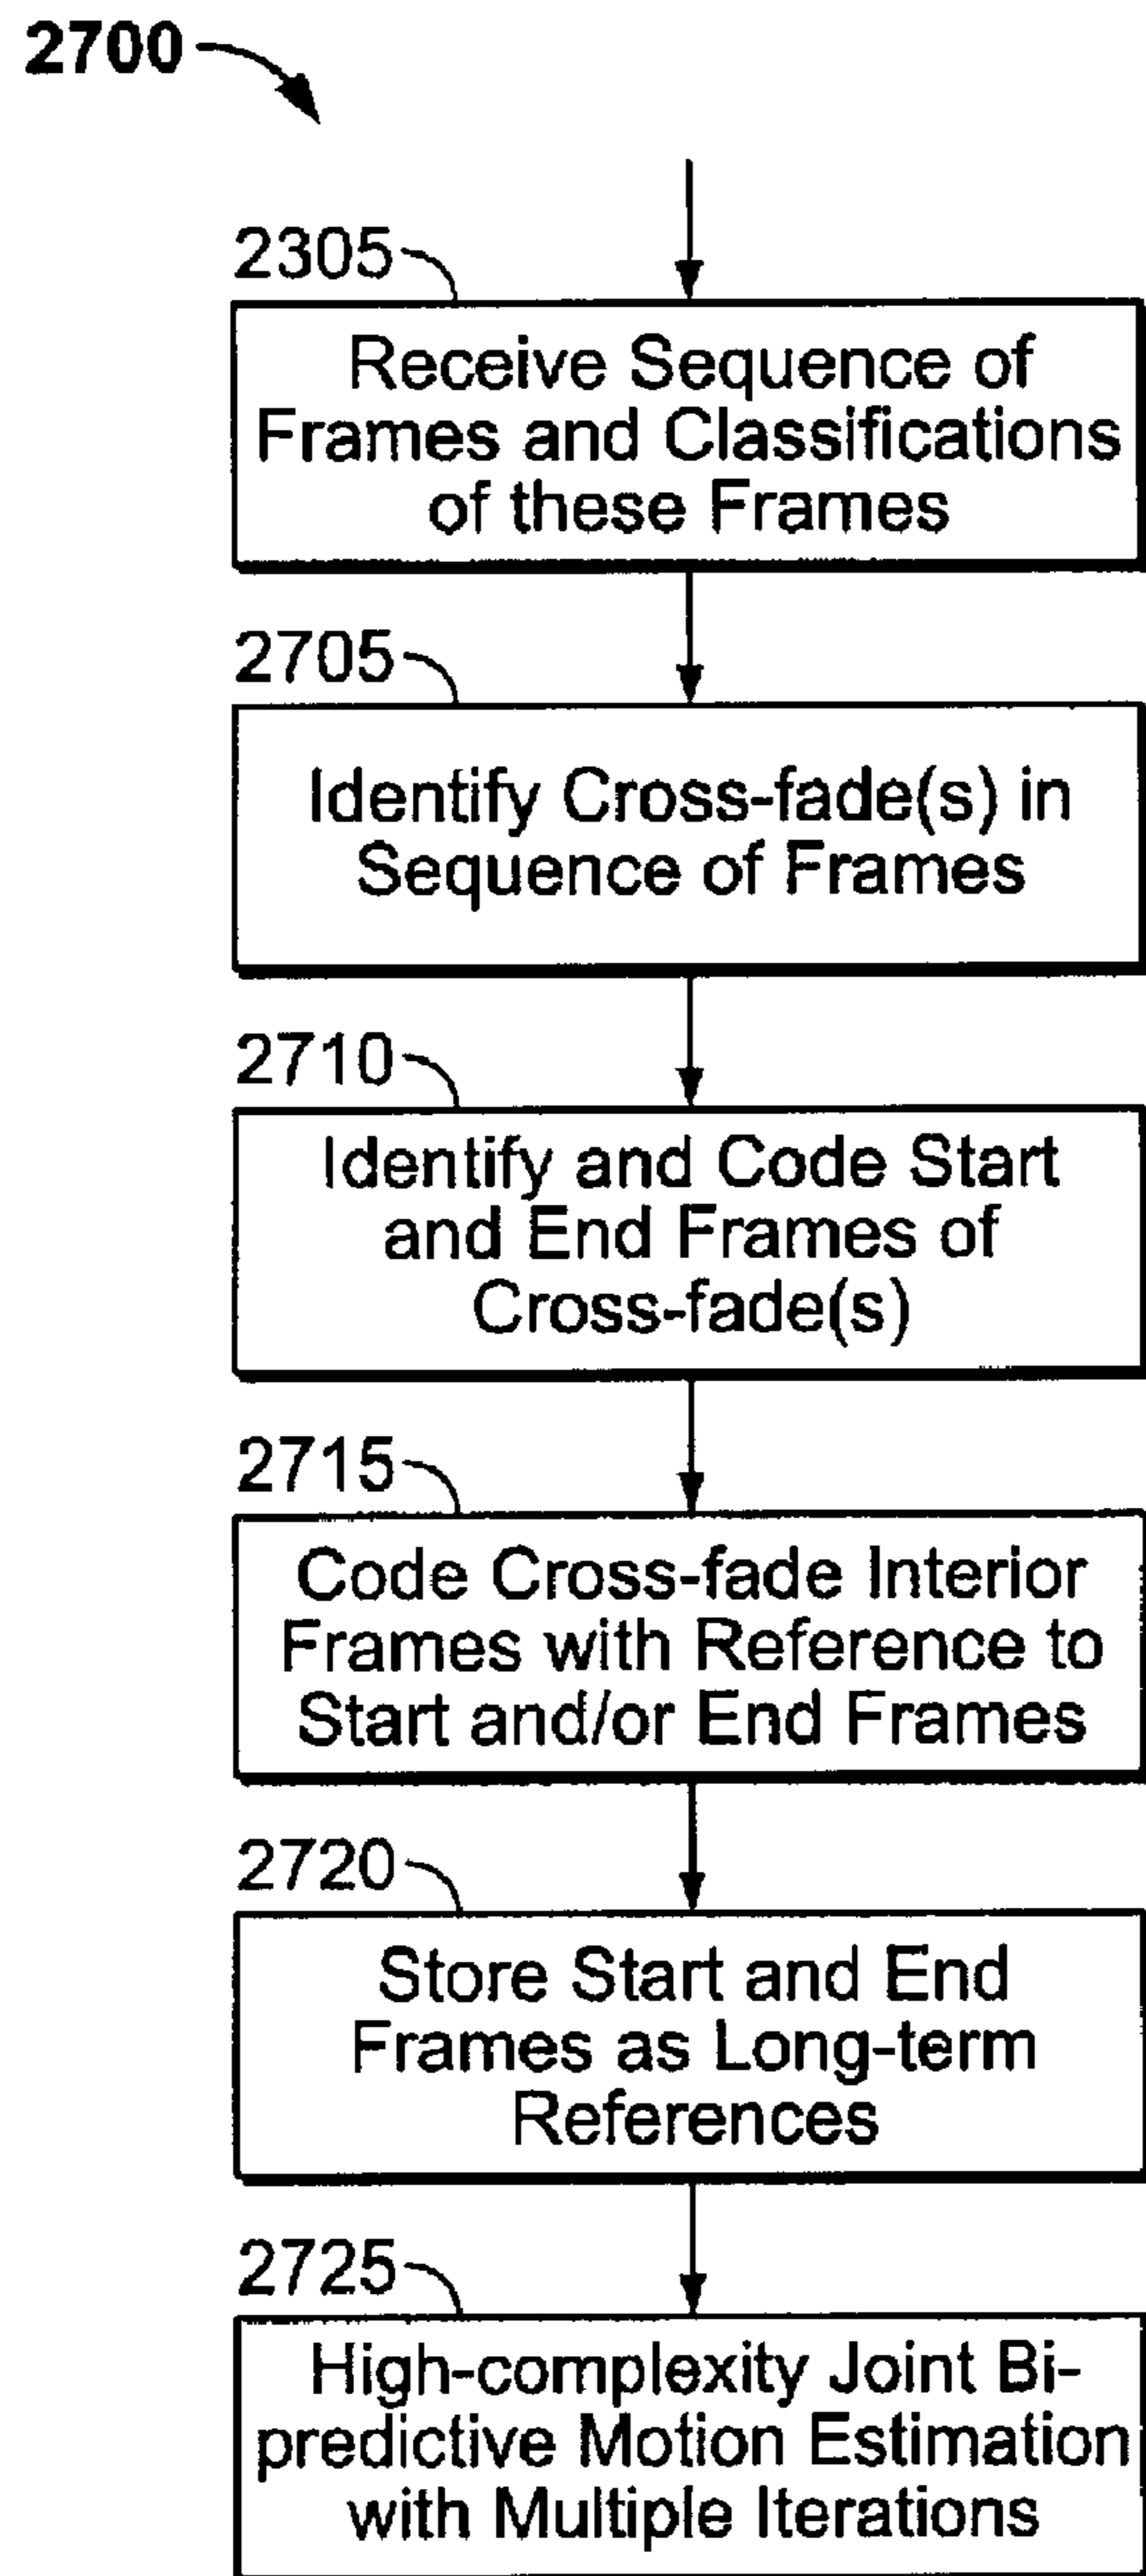 2700
2305
Receive Sequence of
Frames and Classifications
of these Frames
2705
Identify Cross-fade(s) in
Sequence of Frames
2710
Identify and Code Start
and End Frames of
Cross-fade(s)
2715
Code Cross-fade Interior
Frames with Reference to
Start and/or End Frames
2720
Store Start and End
Frames as Long-term
References
2725
High-complexity Joint Bi-
predictive Motion Estimation
with Multiple Iterations